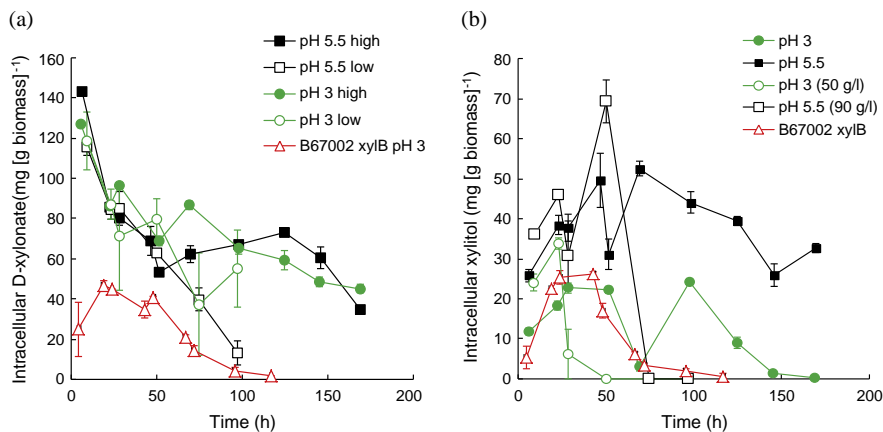 (a)
pH 5.5 high
pH 5.5 low
pH 3 high
pH 3 low
B67002 xylB pH 3
Intracellular D-xylonate(mg [g biomass]-1)
160
140
120
100
80
60
40
20
0
0 50 100 150 200
Time (h)
(b)
pH 3
pH 5.5
pH 3 (50 g/l)
pH 5.5 (90 g/l)
B67002 xylB
Intracellular xylitol (mg [g biomass]-1)
80
70
60
50
40
30
20
10
0
0 50 100 150 200
Time (h)